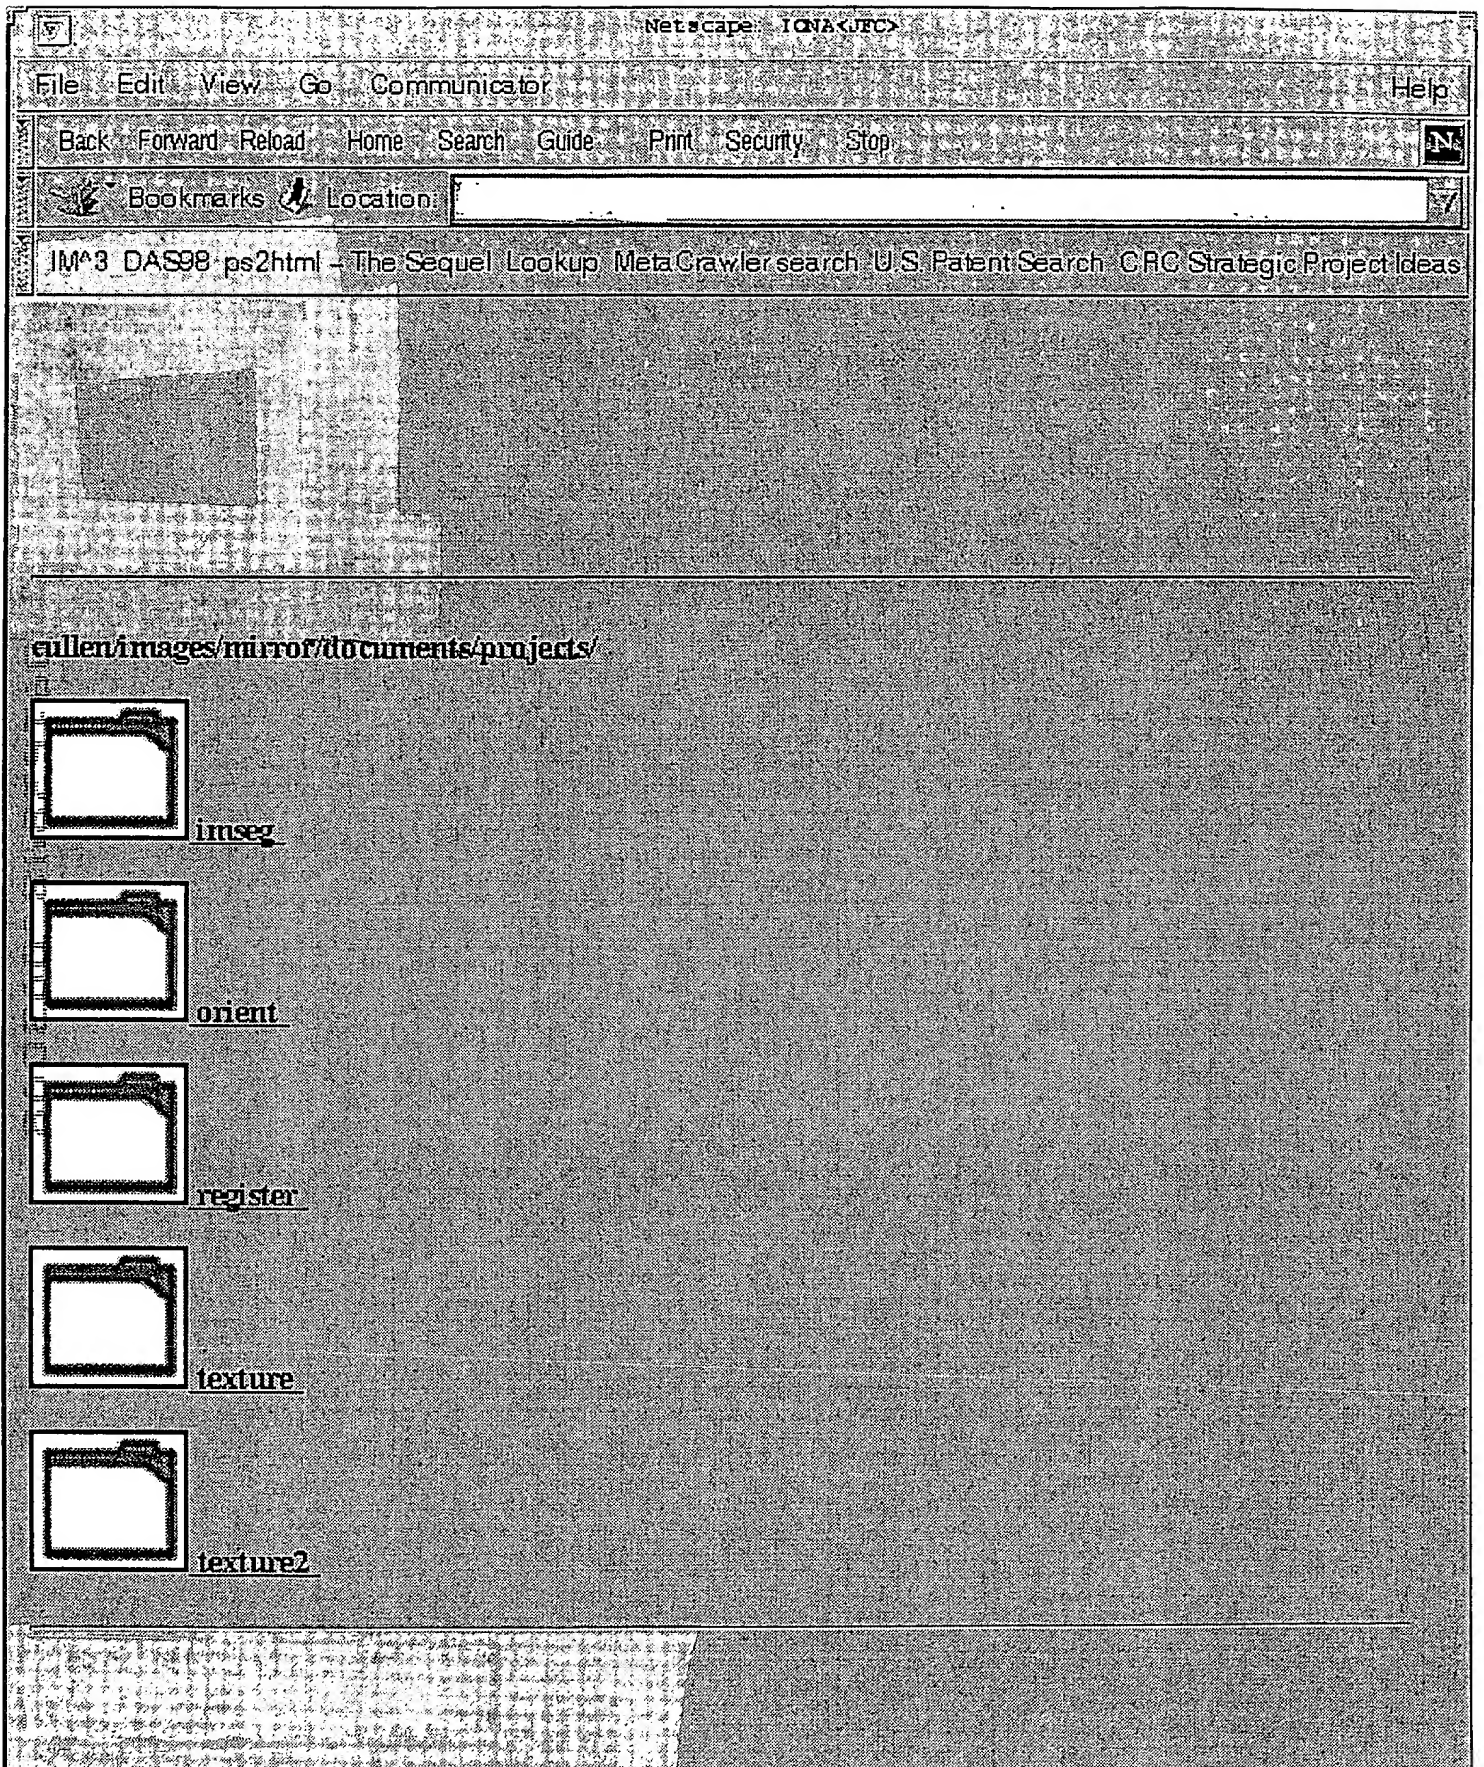 Netscape: IONA<JFC>
File Edit View Go Communicator Help
Back Forward Reload Home Search Guide Print Security Stop N
Bookmarks Location:
IM^3 DAS98 ps2html – The Sequel Lookup MetaCrawler search U.S. Patent Search CRC Strategic Project Ideas
cullen/images/mirror/documents/projects/
imseg
orient
register
texture
texture2